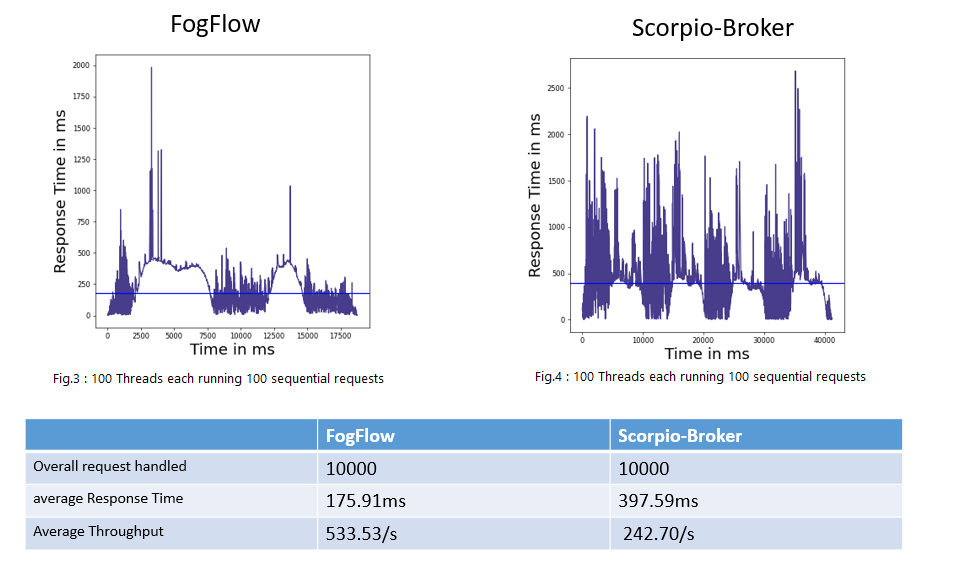 FogFlow
Scorpio-Broker
Response Time in ms
2000
1750
1500
1250
1000
750
500
250
0
0 2500 5000 7500 10000 12500 15000 17500
Time in ms
Fig.3 : 100 Threads each running 100 sequential requests
Response Time in ms
2500
2000
1500
1000
500
0
0 10000 20000 30000 40000
Time in ms
Fig.4 : 100 Threads each running 100 sequential requests
FogFlow Scorpio-Broker
Overall request handled 10000 10000
average Response Time 175.91ms 397.59ms
Average Throughput 533.53/s 242.70/s